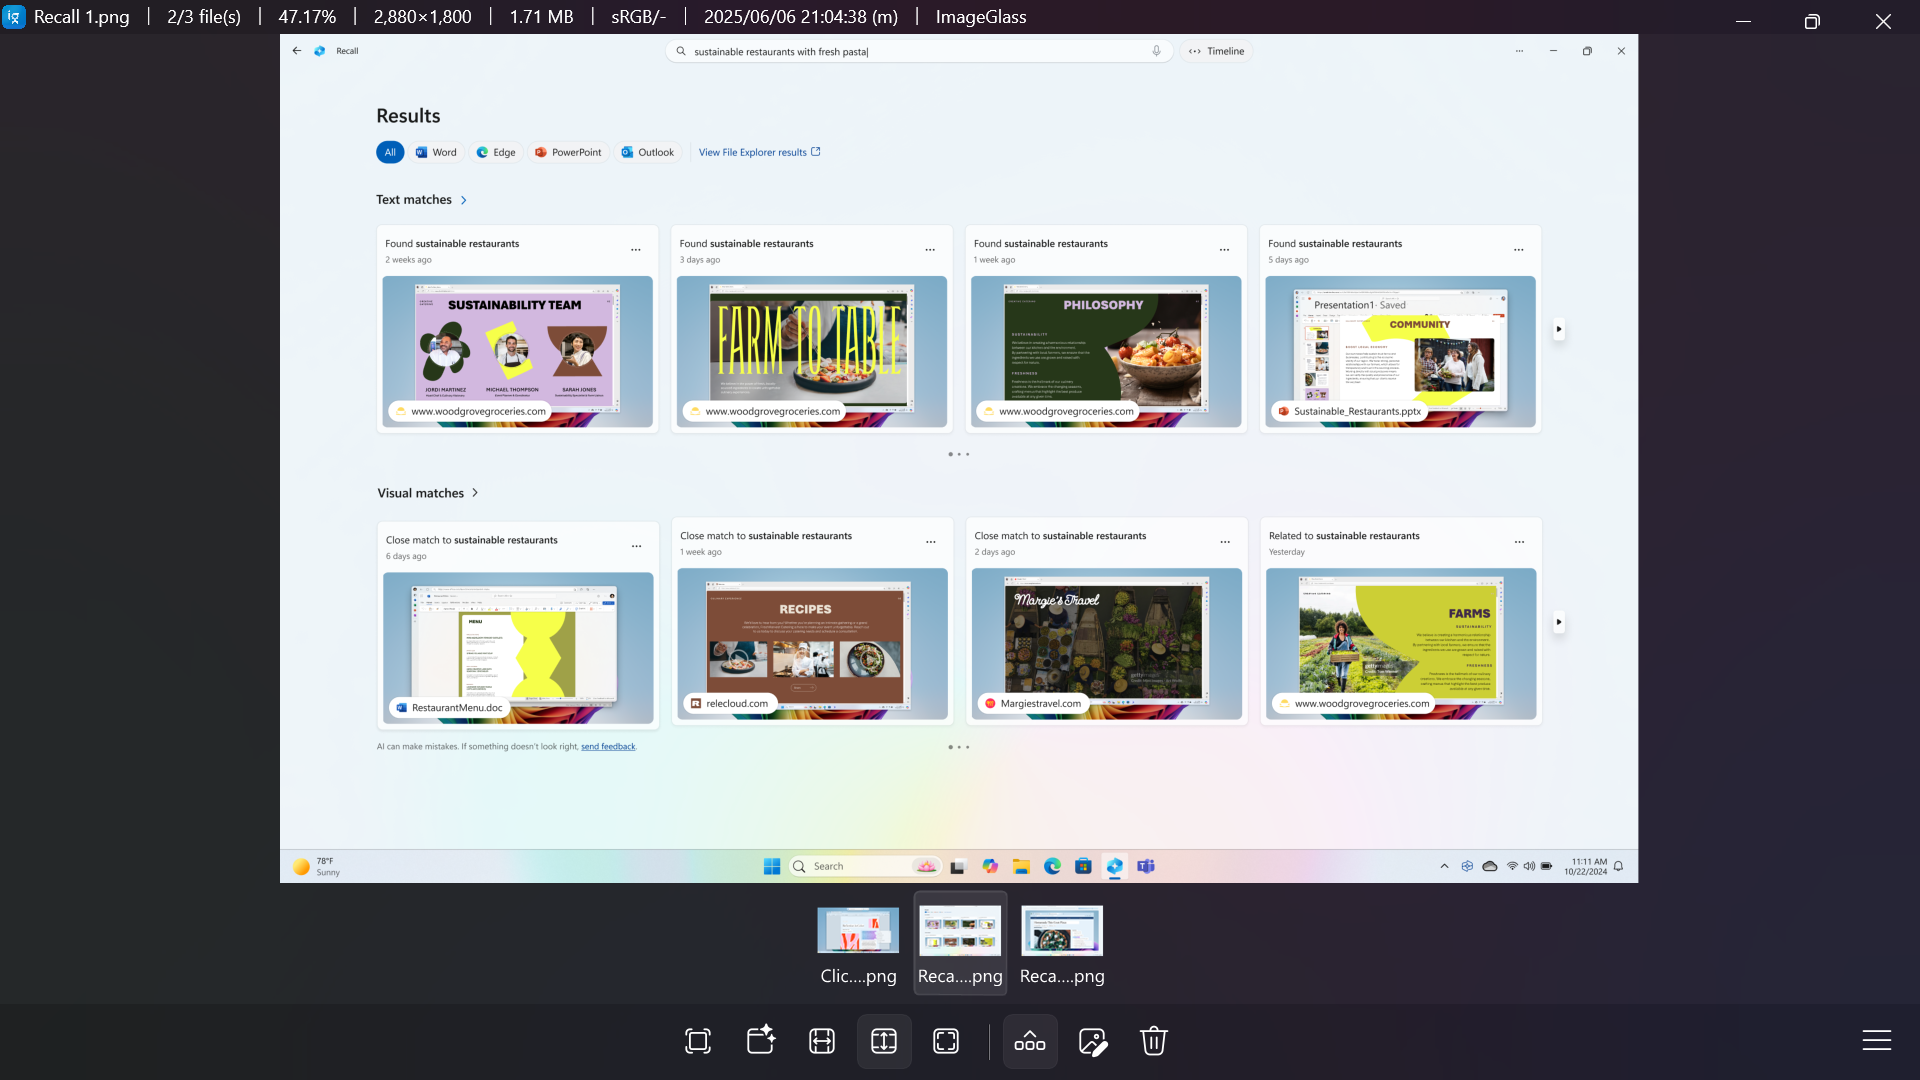 Recall 1.png | 2/3 file(s) | 47.17% | 2,880×1,800 | 1.71 MB | sRGB/- | 2025/06/06 21:04:38 (m) | ImageGlass
Recall
sustainable restaurants with fresh pasta
Timeline
Results
All Word Edge PowerPoint Outlook View File Explorer results
Text matches
Found sustainable restaurants
2 weeks ago
SUSTAINABILITY TEAM
JORDI MARTINEZ MICHAEL THOMPSON SARAH JONES
www.woodgrovegroceries.com
Found sustainable restaurants
3 days ago
FARM TO TABLE
www.woodgrovegroceries.com
Found sustainable restaurants
1 week ago
PHILOSOPHY
SUSTAINABILITY
FRESHNESS
www.woodgrovegroceries.com
Found sustainable restaurants
5 days ago
Presentation1 · Saved
COMMUNITY
Sustainable_Restaurants.pptx
Visual matches
Close match to sustainable restaurants
6 days ago
MENU
RestaurantMenu.doc
Close match to sustainable restaurants
1 week ago
RECIPES
relecloud.com
Close match to sustainable restaurants
2 days ago
Margie's Travel
Margiestravel.com
Related to sustainable restaurants
Yesterday
FARMS
SUSTAINABILITY
FRESHNESS
www.woodgrovegroceries.com
AI can make mistakes. If something doesn't look right, send feedback.
78°F
Sunny
Search
11:11 AM
10/22/2024
Clic....png Reca....png Reca....png